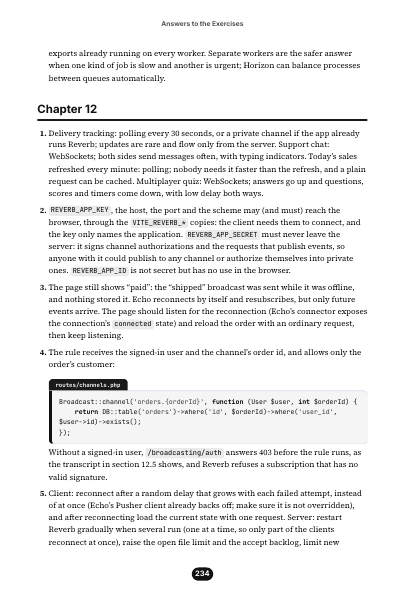 Answers to the Exercises
exports already running on every worker. Separate workers are the safer answer
when one kind of job is slow and another is urgent; Horizon can balance processes
between queues automatically.
Chapter 12
1. Delivery tracking: polling every 30 seconds, or a private channel if the app already
runs Reverb; updates are rare and flow only from the server. Support chat:
WebSockets; both sides send messages often, with typing indicators. Today's sales
refreshed every minute: polling; nobody needs it faster than the refresh, and a plain
request can be cached. Multiplayer quiz: WebSockets; answers go up and questions,
scores and timers come down, with low delay both ways.
2. REVERB_APP_KEY, the host, the port and the scheme may (and must) reach the
browser, through the VITE_REVERB_* copies: the client needs them to connect, and
the key only names the application. REVERB_APP_SECRET must never leave the
server: it signs channel authorizations and the requests that publish events, so
anyone with it could publish to any channel or authorize themselves into private
ones. REVERB_APP_ID is not secret but has no use in the browser.
3. The page still shows “paid”: the “shipped” broadcast was sent while it was offline,
and nothing stored it. Echo reconnects by itself and resubscribes, but only future
events arrive. The page should listen for the reconnection (Echo's connector exposes
the connection's connected state) and reload the order with an ordinary request,
then keep listening.
4. The rule receives the signed-in user and the channel's order id, and allows only the
order's customer:
routes/channels.php
Broadcast::channel('orders.{orderId}', function (User $user, int $orderId) {
    return DB::table('orders')->where('id', $orderId)->where('user_id',
$user->id)->exists();
});
Without a signed-in user, /broadcasting/auth answers 403 before the rule runs, as
the transcript in section 12.5 shows, and Reverb refuses a subscription that has no
valid signature.
5. Client: reconnect after a random delay that grows with each failed attempt, instead
of at once (Echo's Pusher client already backs off; make sure it is not overridden),
and after reconnecting load the current state with one request. Server: restart
Reverb gradually when several run (one at a time, so only part of the clients
reconnect at once), raise the open file limit and the accept backlog, limit new
234